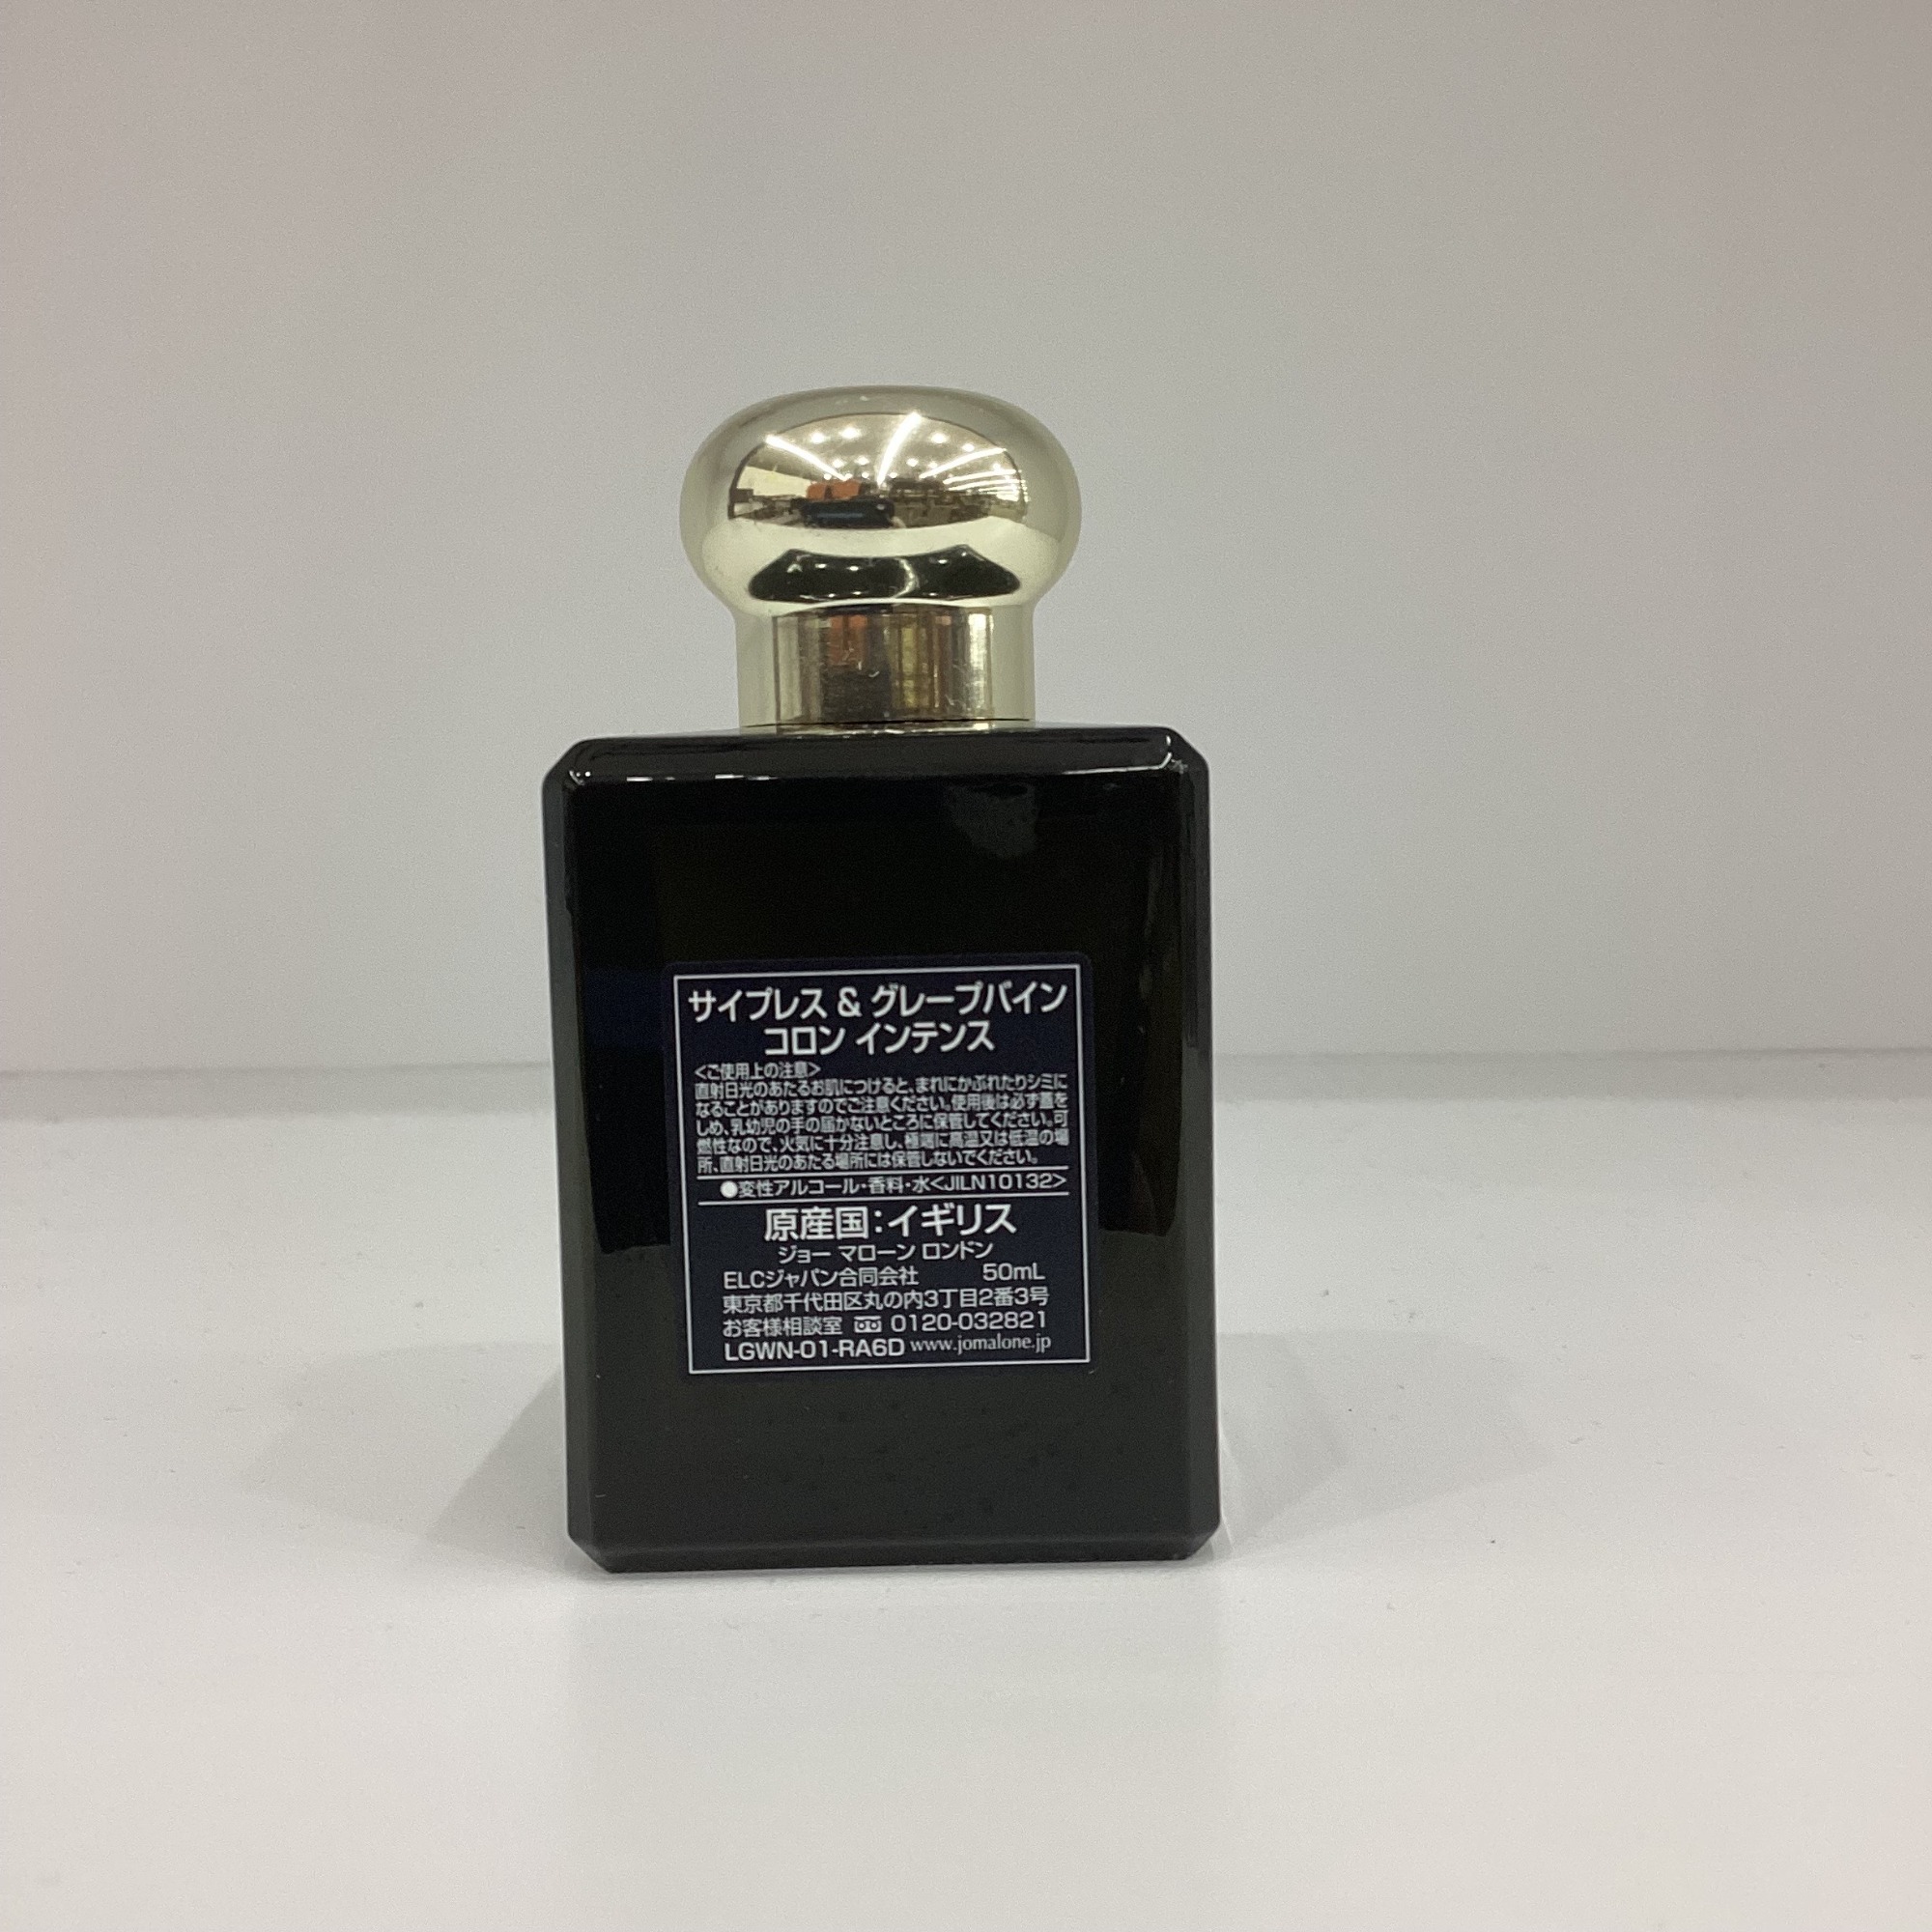 サイプレス & グレープバイン
コロン インテンス
<ご使用上の注意>
直射日光のあたるお肌につけると、まれにかぶれたりシミに
なることがありますのでご注意ください。使用後は必ず蓋を
しめ、乳幼児の手の届かないところに保管してください。可
燃性なので、火気に十分注意し、極端に高温又は低温の場
所、直射日光のあたる場所には保管しないでください。
●変性アルコール・香料・水<JILN10132>
原産国：イギリス
ジョー マローン ロンドン
ELCジャパン合同会社 50mL
東京都千代田区丸の内3丁目2番3号
お客様相談室 0120-032821
LGWN-01-RA6D www.jomalone.jp